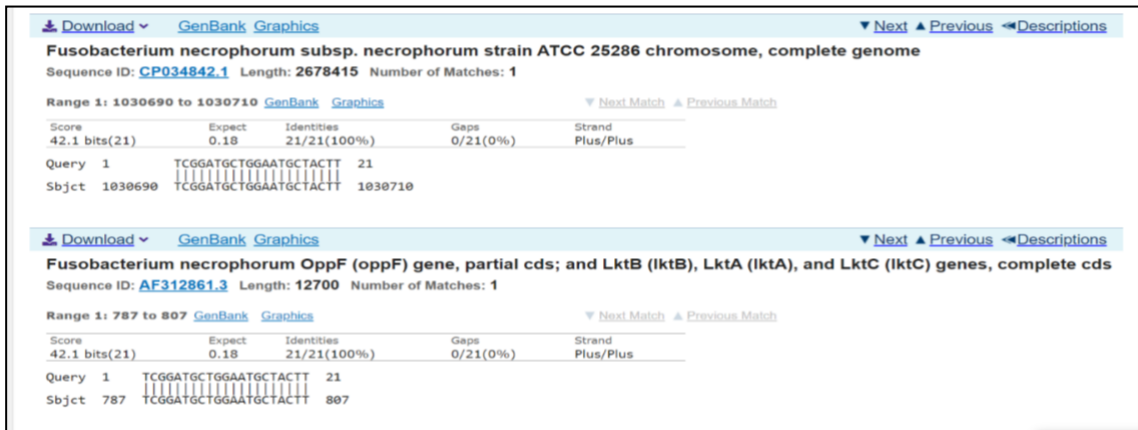 Download GenBank Graphics Next Previous Descriptions
Fusobacterium necrophorum subsp. necrophorum strain ATCC 25286 chromosome, complete genome
Sequence ID: CP034842.1 Length: 2678415 Number of Matches: 1
Range 1: 1030690 to 1030710 GenBank Graphics Next Match Previous Match
Score Expect Identities Gaps Strand
42.1 bits(21) 0.18 21/21(100%) 0/21(0%) Plus/Plus
Query 1 TCGGATGCTGGAATGCTACTT 21
|||||||||||||||||||||
Sbjct 1030690 TCGGATGCTGGAATGCTACTT 1030710
Download GenBank Graphics Next Previous Descriptions
Fusobacterium necrophorum OppF (oppF) gene, partial cds; and LktB (lktB), LktA (lktA), and LktC (lktC) genes, complete cds
Sequence ID: AF312861.3 Length: 12700 Number of Matches: 1
Range 1: 787 to 807 GenBank Graphics Next Match Previous Match
Score Expect Identities Gaps Strand
42.1 bits(21) 0.18 21/21(100%) 0/21(0%) Plus/Plus
Query 1 TCGGATGCTGGAATGCTACTT 21
|||||||||||||||||||||
Sbjct 787 TCGGATGCTGGAATGCTACTT 807